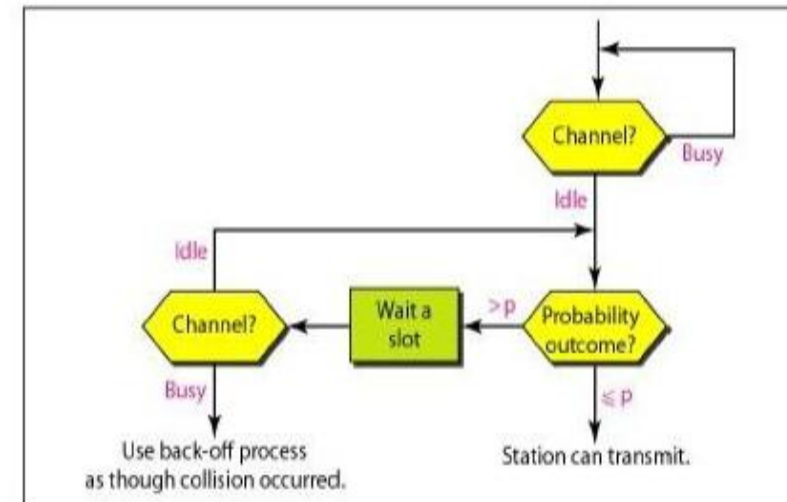 Channel?
Busy
Idle
Idle
Channel?
Wait a
slot
>p
Probability
outcome?
Busy
⩽ p
Use back-off process
as though collision occurred.
Station can transmit.